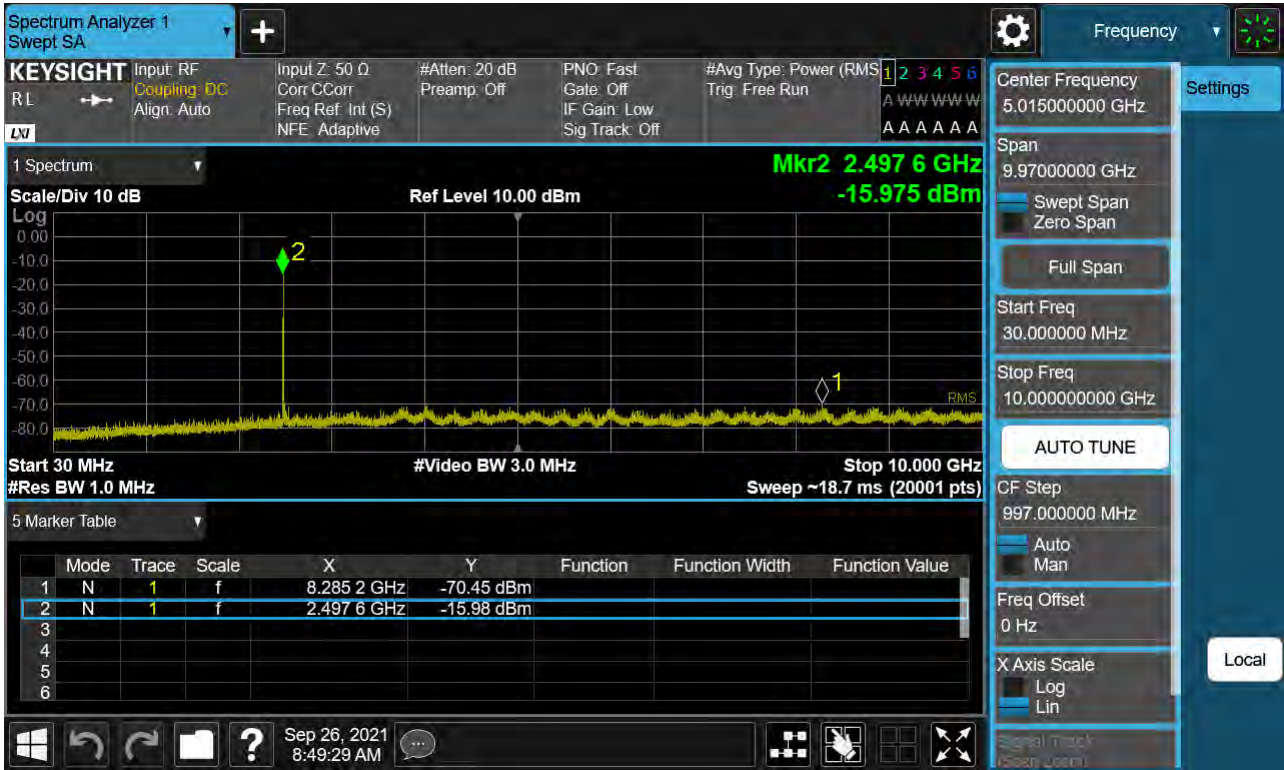 Spectrum Analyzer 1
Swept SA
Frequency
KEYSIGHT
RL
LXI
Input: RF
Coupling: DC
Align: Auto
Input Z: 50 Ω
Corr CCorr
Freq Ref: Int (S)
NFE: Adaptive
#Atten: 20 dB
Preamp: Off
PNO: Fast
Gate: Off
IF Gain: Low
Sig Track: Off
#Avg Type: Power (RMS
Trig: Free Run
1 2 3 4 5 6
A W W W W W
A A A A A A
1 Spectrum
Mkr2 2.497 6 GHz
-15.975 dBm
Scale/Div 10 dB
Ref Level 10.00 dBm
Log
0.00
-10.0
-20.0
-30.0
-40.0
-50.0
-60.0
-70.0
-80.0
2
1
RMS
Start 30 MHz
#Video BW 3.0 MHz
Stop 10.000 GHz
#Res BW 1.0 MHz
Sweep ~18.7 ms (20001 pts)
5 Marker Table
Mode Trace Scale X Y Function Function Width Function Value
1 N 1 f 8.285 2 GHz -70.45 dBm
2 N 1 f 2.497 6 GHz -15.98 dBm
3
4
5
6
Sep 26, 2021
8:49:29 AM
?
Center Frequency
5.015000000 GHz
Span
9.97000000 GHz
Swept Span
Zero Span
Full Span
Start Freq
30.000000 MHz
Stop Freq
10.000000000 GHz
AUTO TUNE
CF Step
997.000000 MHz
Auto
Man
Freq Offset
0 Hz
X Axis Scale
Log
Lin
Signal Track
(Span Zoom)
Settings
Local